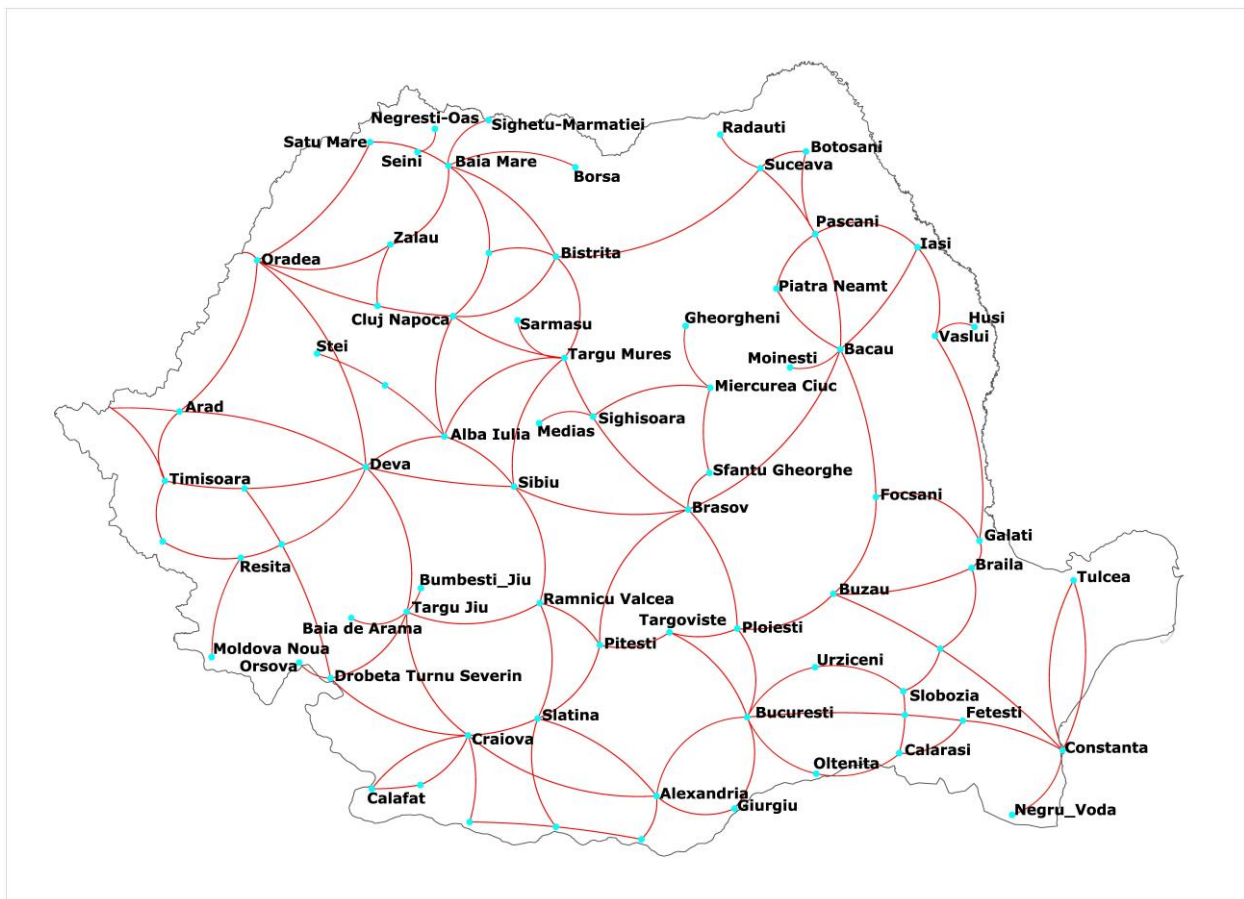 Negresti-Oas
Sighetu-Marmatiei
Satu Mare
Radauti
Botosani
Seini
Baia Mare
Suceava
Borsa
Pascani
Zalau
Iasi
Bistrita
Oradea
Piatra Neamt
Cluj Napoca
Sarmasu
Gheorgheni
Husi
Vaslui
Stei
Targu Mures
Moinesti
Bacau
Miercurea Ciuc
Arad
Sighisoara
Medias
Alba Iulia
Deva
Sfantu Gheorghe
Timisoara
Sibiu
Focsani
Brasov
Galati
Resita
Braila
Tulcea
Bumbesti_Jiu
Buzau
Ramnicu Valcea
Targu Jiu
Targoviste
Baia de Arama
Ploiesti
Pitesti
Moldova Noua
Orsova
Urziceni
Drobeta Turnu Severin
Slobozia
Slatina
Bucuresti
Fetesti
Craiova
Constanta
Calarasi
Oltenita
Alexandria
Calafat
Giurgiu
Negru_Voda